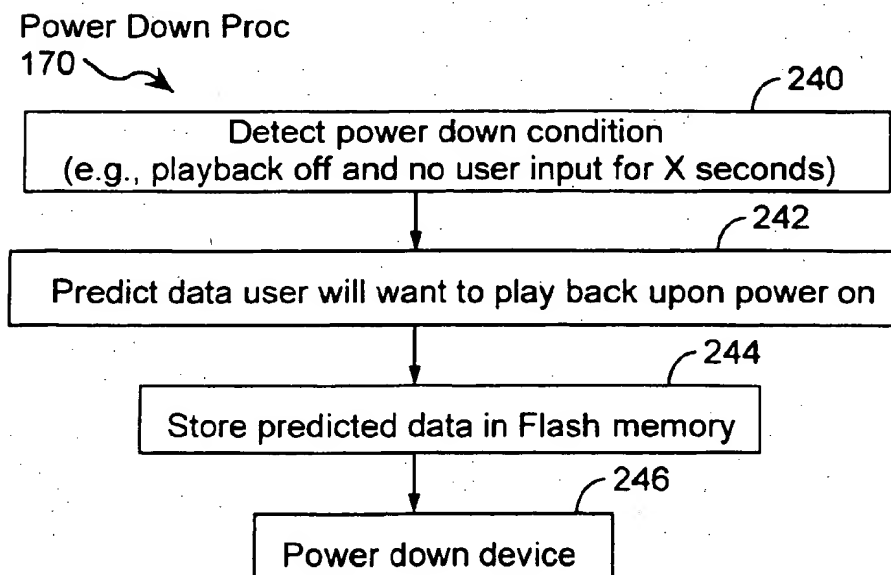 Power Down Proc
170
240
Detect power down condition
(e.g., playback off and no user input for X seconds)
242
Predict data user will want to play back upon power on
244
Store predicted data in Flash memory
246
Power down device